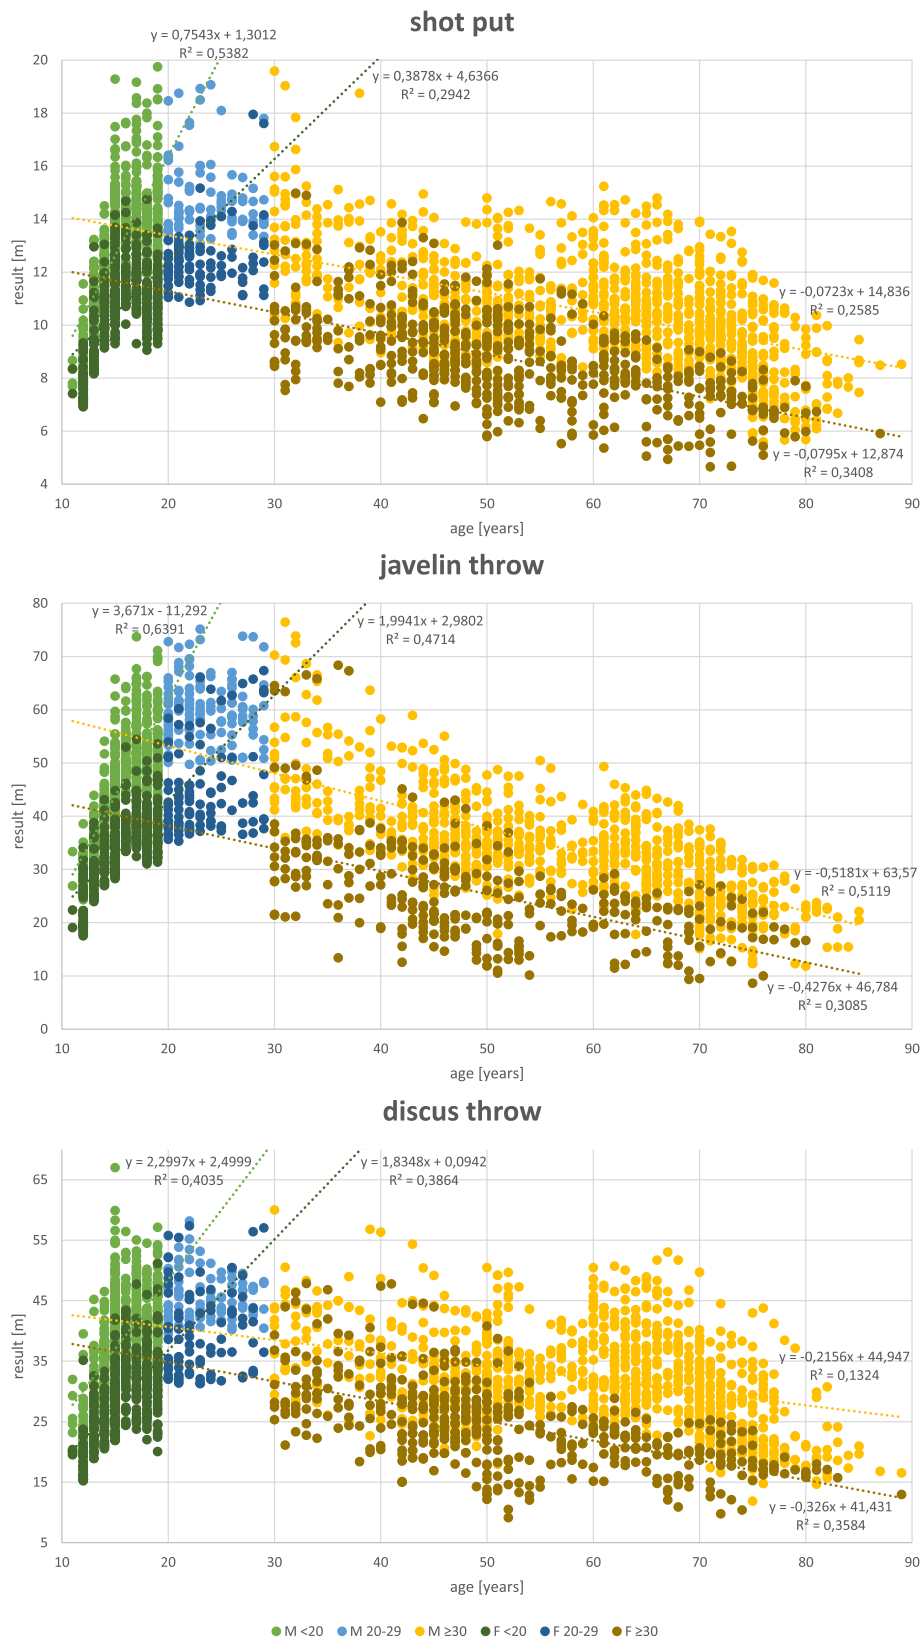 shot put
y = 0,7543x + 1,3012
R² = 0,5382
y = 0,3878x + 4,6366
R² = 0,2942
y = -0,0723x + 14,836
R² = 0,2585
y = -0,0795x + 12,874
R² = 0,3408
result [m]
20
18
16
14
12
10
8
6
4
10 20 30 40 50 60 70 80 90
age [years]
javelin throw
y = 3,671x - 11,292
R² = 0,6391
y = 1,9941x + 2,9802
R² = 0,4714
y = -0,5181x + 63,57
R² = 0,5119
y = -0,4276x + 46,784
R² = 0,3085
result [m]
80
70
60
50
40
30
20
10
0
10 20 30 40 50 60 70 80 90
age [years]
discus throw
y = 2,2997x + 2,4999
R² = 0,4035
y = 1,8348x + 0,0942
R² = 0,3864
y = -0,2156x + 44,947
R² = 0,1324
y = -0,326x + 41,431
R² = 0,3584
result [m]
65
55
45
35
25
15
5
10 20 30 40 50 60 70 80 90
age [years]
M <20 M 20-29 M ≥30 F <20 F 20-29 F ≥30